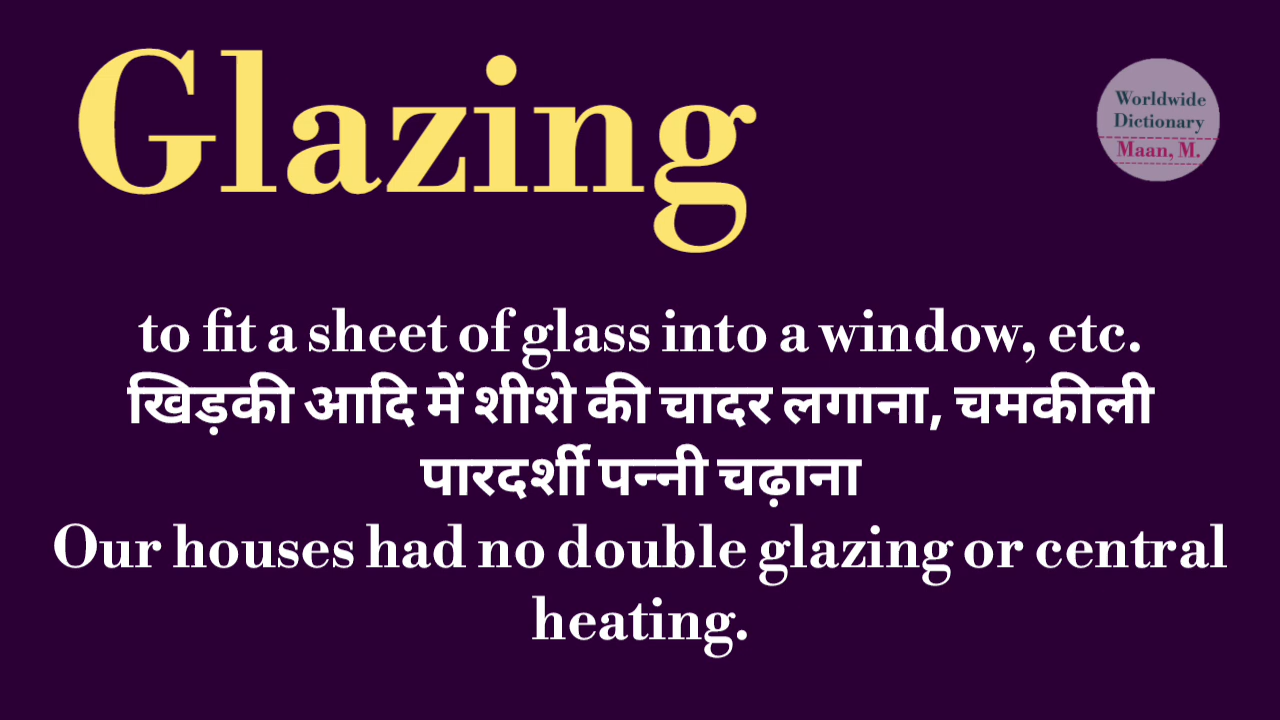 Glazing
Worldwide
Dictionary
Maan, M.
to fit a sheet of glass into a window, etc.
खिड़की आदि में शीशे की चादर लगाना, चमकीली
पारदर्शी पन्नी चढ़ाना
Our houses had no double glazing or central
heating.